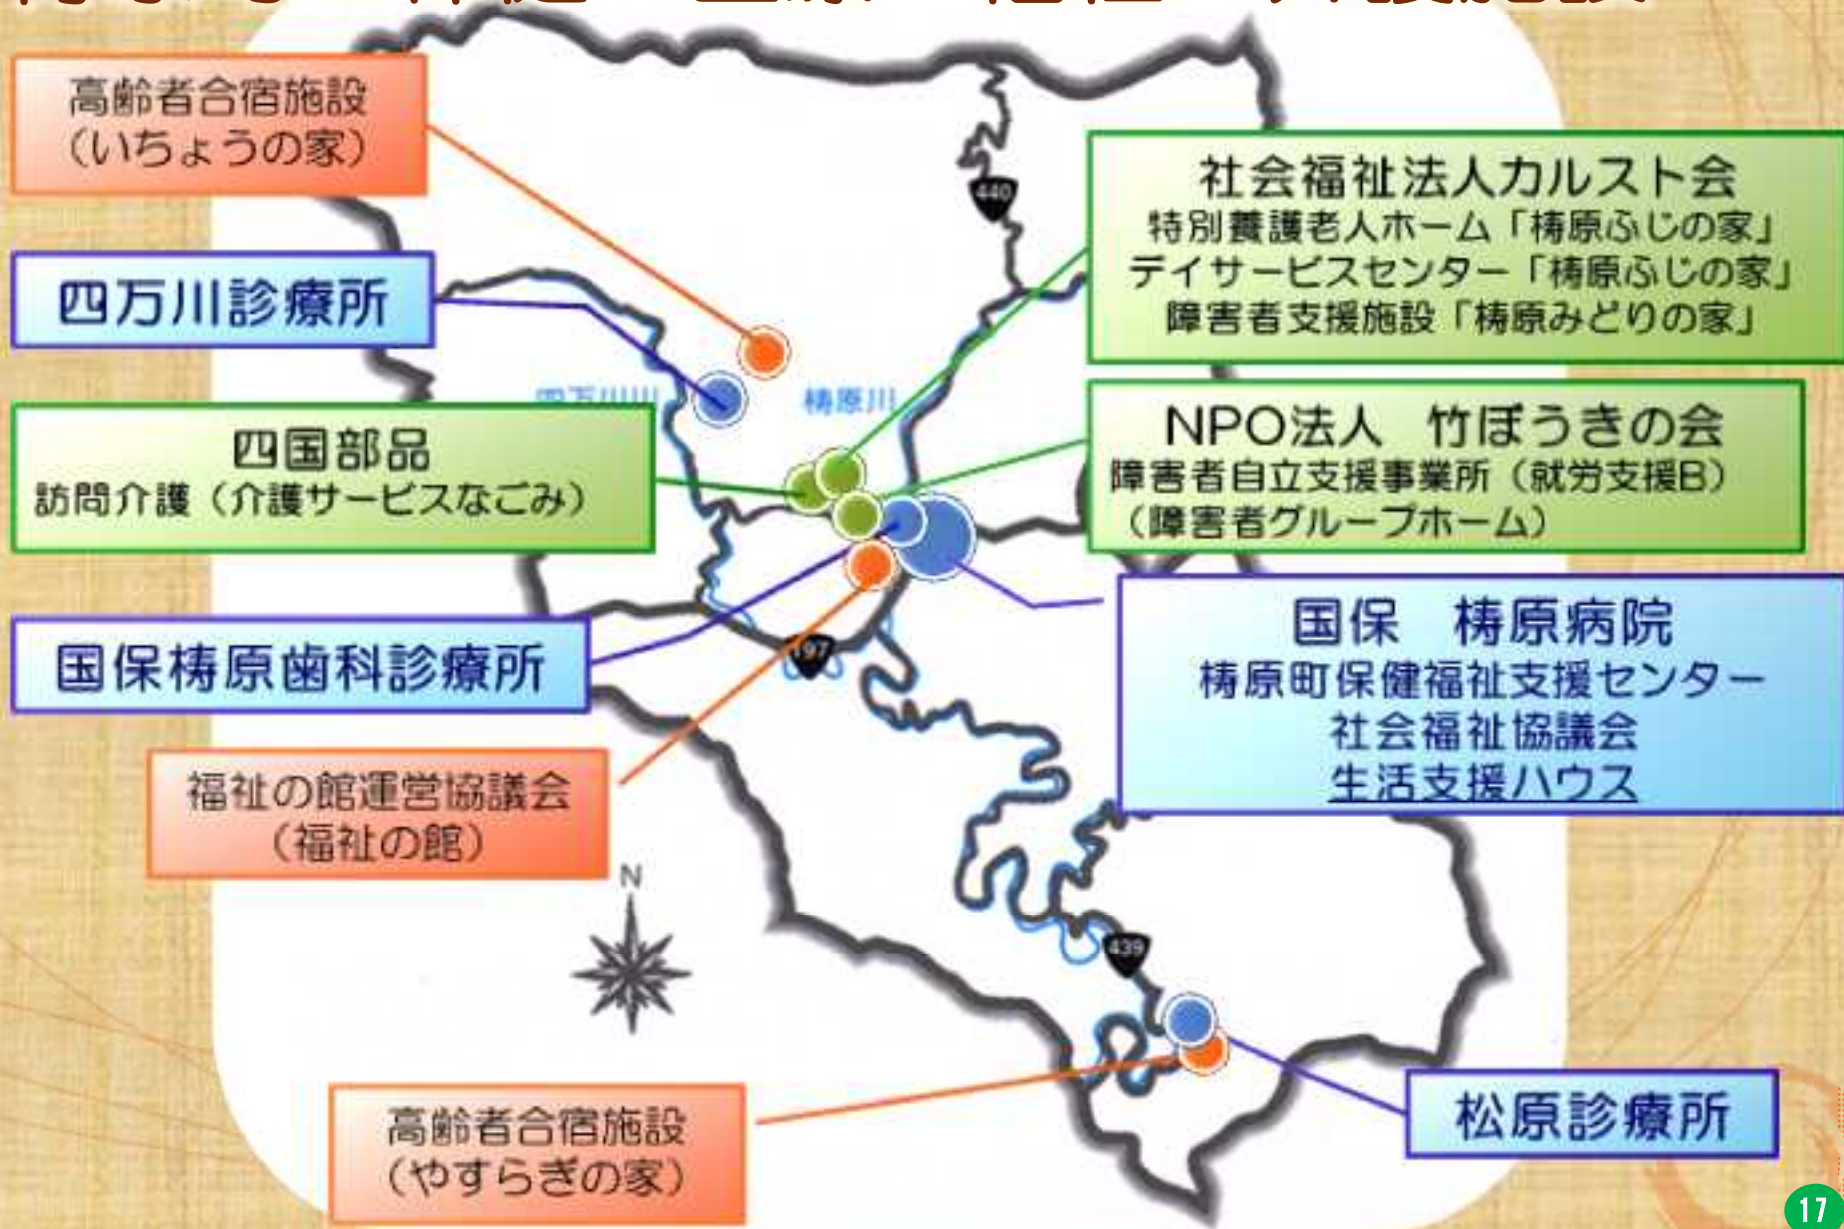 高齢者合宿施設
（いちょうの家）
四万川診療所
四国部品
訪問介護（介護サービスなごみ）
国保梼原歯科診療所
福祉の館運営協議会
（福祉の館）
高齢者合宿施設
（やすらぎの家）
440
梼原川
197
N
439
社会福祉法人カルスト会
特別養護老人ホーム「梼原ふじの家」
デイサービスセンター「梼原ふじの家」
障害者支援施設「梼原みどりの家」
NPO法人　竹ぼうきの会
障害者自立支援事業所（就労支援B）
（障害者グループホーム）
国保　梼原病院
梼原町保健福祉支援センター
社会福祉協議会
生活支援ハウス
松原診療所
17